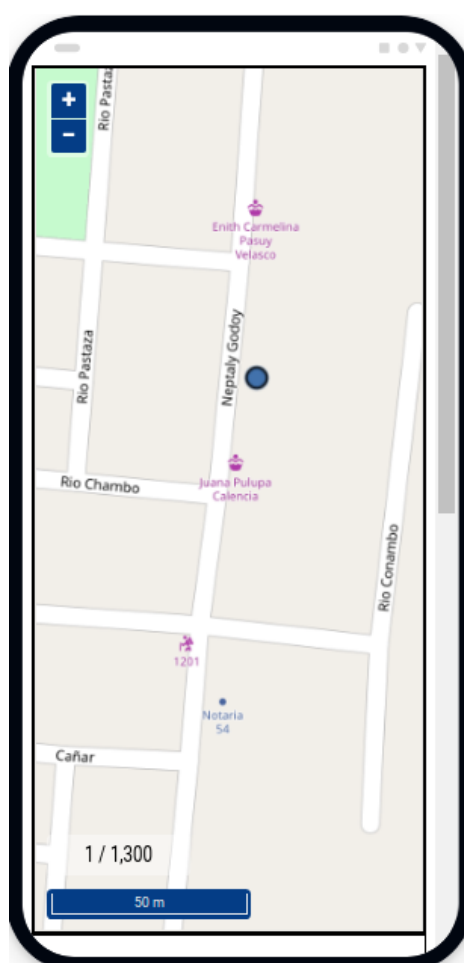 +
−
Rio Pastaza
Enith Carmelina
Pasuy
Velasco
Neptaly Godoy
Rio Pastaza
Juana Pulupa
Calencia
Rio Chambo
Rio Conambo
1201
Notaria
54
Cañar
1 / 1,300
50 m